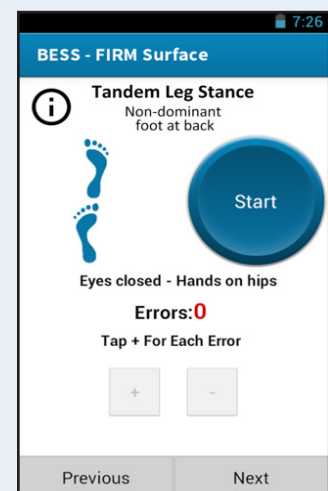 7:26
BESS - FIRM Surface
Tandem Leg Stance
Non-dominant
foot at back
Start
Eyes closed - Hands on hips
Errors:0
Tap + For Each Error
+ -
Previous Next